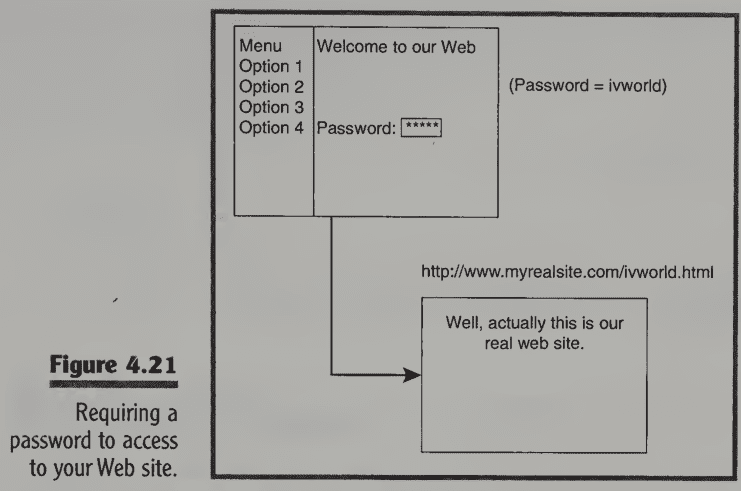 Menu
Option 1
Option 2
Option 3
Option 4
Welcome to our Web
Password: *****
(Password = ivworld)
http://www.myrealsite.com/ivworld.html
Well, actually this is our
real web site.
Figure 4.21
Requiring a
password to access
to your Web site.